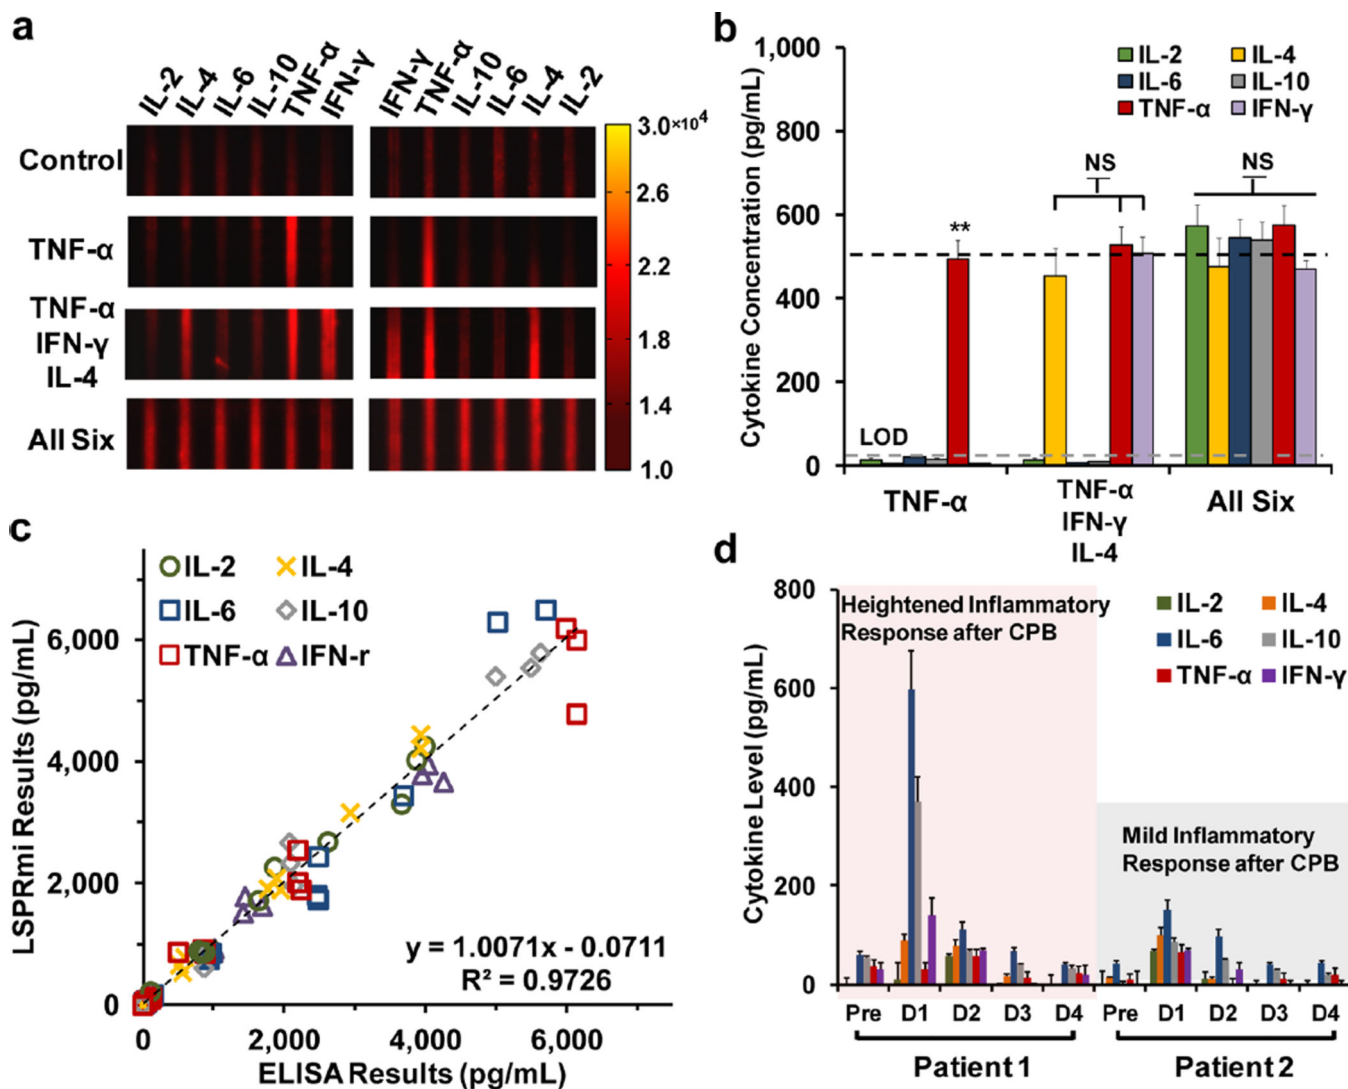 a
IL-2 IL-4 IL-6 IL-10 TNF-α IFN-γ IFN-γ TNF-α IL-10 IL-6 IL-4 IL-2
Control
TNF-α
TNF-α
IFN-γ
IL-4
All Six
3.0×10⁴
2.6
2.2
1.8
1.4
1.0
b
Cytokine Concentration (pg/mL)
1,000
800
600
400
200
0
IL-2 IL-4
IL-6 IL-10
TNF-α IFN-γ
**
NS
NS
LOD
TNF-α
TNF-α
IFN-γ
IL-4
All Six
c
LSPRmi Results (pg/mL)
6,000
4,000
2,000
0
IL-2 IL-4
IL-6 IL-10
TNF-α IFN-r
y = 1.0071x - 0.0711
R² = 0.9726
0 2,000 4,000 6,000
ELISA Results (pg/mL)
d
Cytokine Level (pg/mL)
800
600
400
200
0
Heightened Inflammatory
Response after CPB
IL-2 IL-4
IL-6 IL-10
TNF-α IFN-γ
Mild Inflammatory
Response after CPB
Pre D1 D2 D3 D4 Pre D1 D2 D3 D4
Patient 1 Patient 2